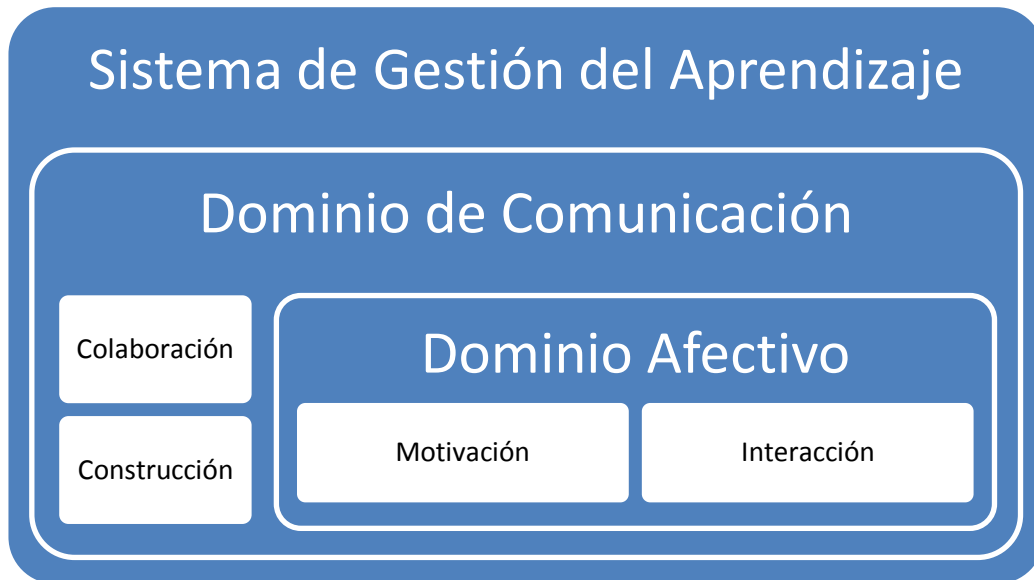 Sistema de Gestión del Aprendizaje
Dominio de Comunicación
Colaboración
Construcción
Dominio Afectivo
Motivación
Interacción